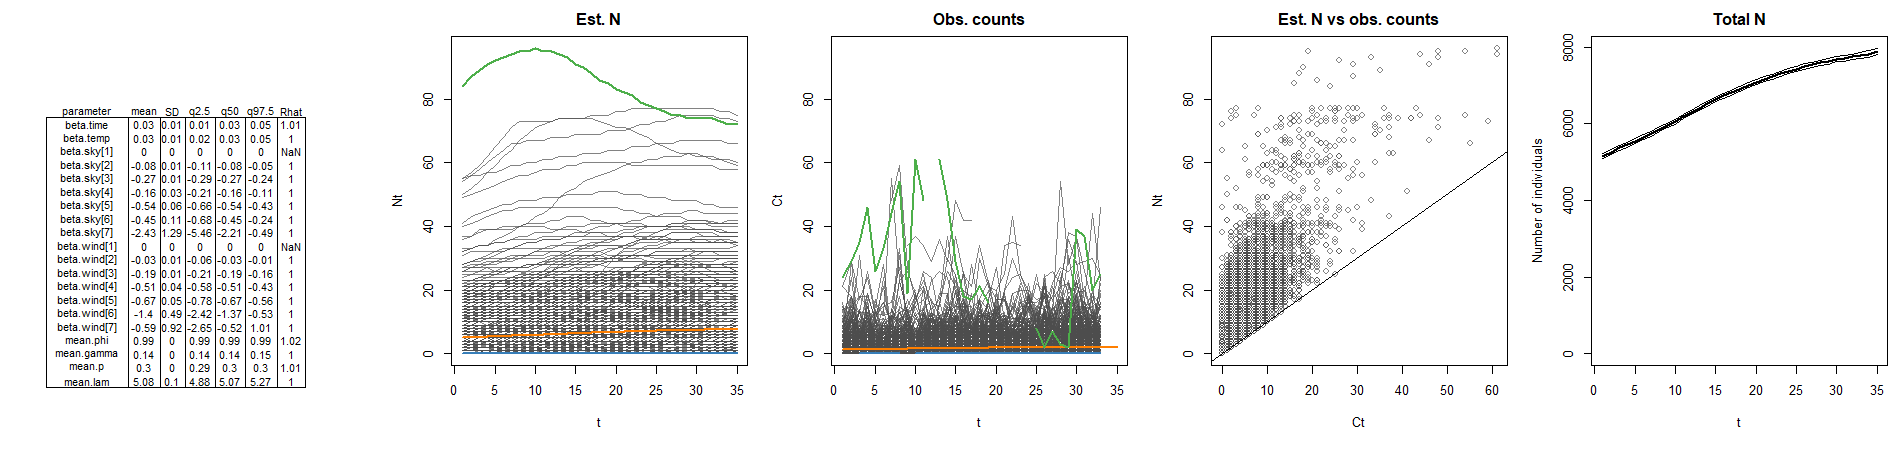 parameter mean SD q2.5 q50 q97.5 Rhat
beta.time 0.03 0.01 0.01 0.03 0.05 1.01
beta.temp 0.03 0.01 0.02 0.03 0.05 1
beta.sky[1] 0 0 0 0 0 NaN
beta.sky[2] -0.08 0.01 -0.11 -0.08 -0.05 1
beta.sky[3] -0.27 0.01 -0.29 -0.27 -0.24 1
beta.sky[4] -0.16 0.03 -0.21 -0.16 -0.11 1
beta.sky[5] -0.54 0.06 -0.66 -0.54 -0.43 1
beta.sky[6] -0.45 0.11 -0.68 -0.45 -0.24 1
beta.sky[7] -2.43 1.29 -5.46 -2.21 -0.49 1
beta.wind[1] 0 0 0 0 0 NaN
beta.wind[2] -0.03 0.01 -0.06 -0.03 -0.01 1
beta.wind[3] -0.19 0.01 -0.21 -0.19 -0.16 1
beta.wind[4] -0.51 0.04 -0.58 -0.51 -0.43 1
beta.wind[5] -0.67 0.05 -0.78 -0.67 -0.56 1
beta.wind[6] -1.4 0.49 -2.42 -1.37 -0.53 1
beta.wind[7] -0.59 0.92 -2.65 -0.52 1.01 1
mean.phi 0.99 0 0.99 0.99 0.99 1.02
mean.gamma 0.14 0 0.14 0.14 0.15 1
mean.p 0.3 0 0.29 0.3 0.3 1.01
mean.lam 5.08 0.1 4.88 5.07 5.27 1
Est. N
Nt
80
60
40
20
0
0 5 10 15 20 25 30 35
t
Obs. counts
Ct
80
60
40
20
0
0 5 10 15 20 25 30 35
t
Est. N vs obs. counts
Nt
80
60
40
20
0
0 10 20 30 40 50 60
Ct
Total N
Number of individuals
8000
6000
4000
2000
0
0 5 10 15 20 25 30 35
t